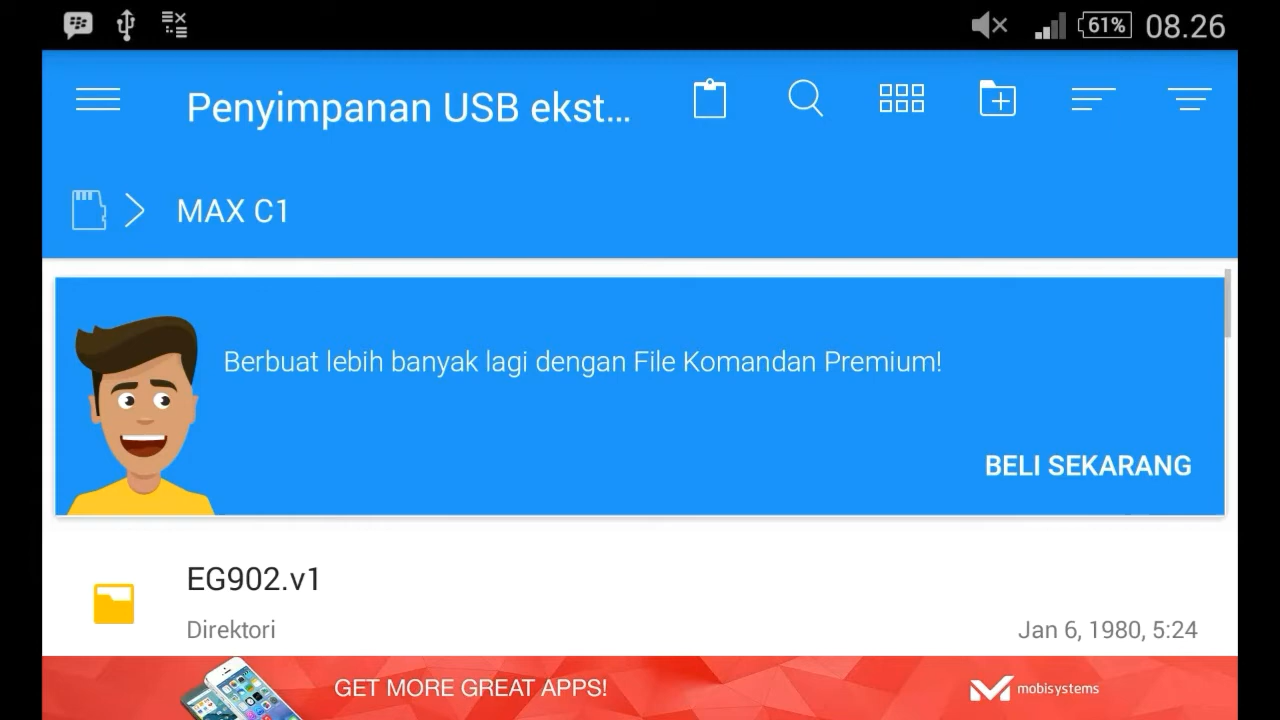 61% 08.26
Penyimpanan USB ekst...
MAX C1
Berbuat lebih banyak lagi dengan File Komandan Premium!
BELI SEKARANG
EG902.v1
Direktori Jan 6, 1980, 5:24
GET MORE GREAT APPS! mobisystems